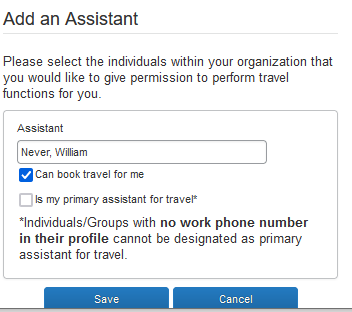 Add an Assistant
Please select the individuals within your organization that
you would like to give permission to perform travel
functions for you.
Assistant
Never, William
Can book travel for me
Is my primary assistant for travel*
*Individuals/Groups with no work phone number
in their profile cannot be designated as primary
assistant for travel.
Save
Cancel